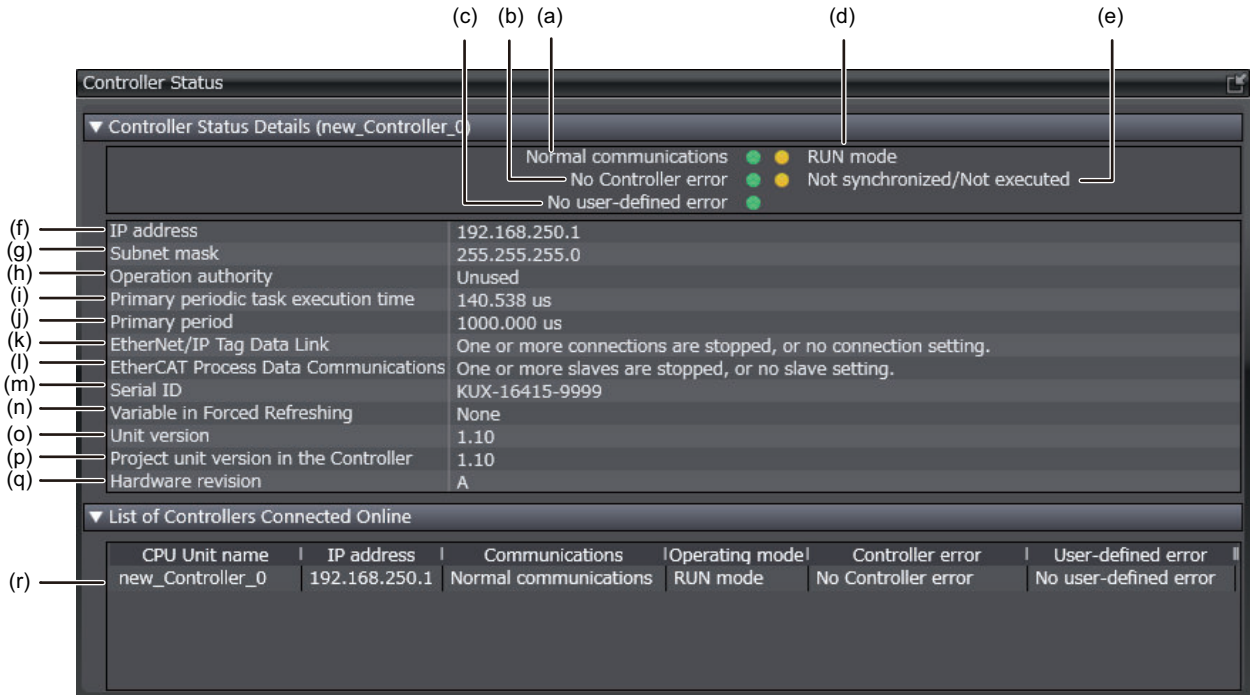 (c) (b) (a) (d) (e)
Controller Status
▼ Controller Status Details (new_Controller_0)
Normal communications RUN mode
No Controller error Not synchronized/Not executed
No user-defined error
(f) IP address 192.168.250.1
(g) Subnet mask 255.255.255.0
(h) Operation authority Unused
(i) Primary periodic task execution time 140.538 us
(j) Primary period 1000.000 us
(k) EtherNet/IP Tag Data Link One or more connections are stopped, or no connection setting.
(l) EtherCAT Process Data Communications One or more slaves are stopped, or no slave setting.
(m) Serial ID KUX-16415-9999
(n) Variable in Forced Refreshing None
(o) Unit version 1.10
(p) Project unit version in the Controller 1.10
(q) Hardware revision A
▼ List of Controllers Connected Online
CPU Unit name IP address Communications Operating mode Controller error User-defined error
(r) new_Controller_0 192.168.250.1 Normal communications RUN mode No Controller error No user-defined error